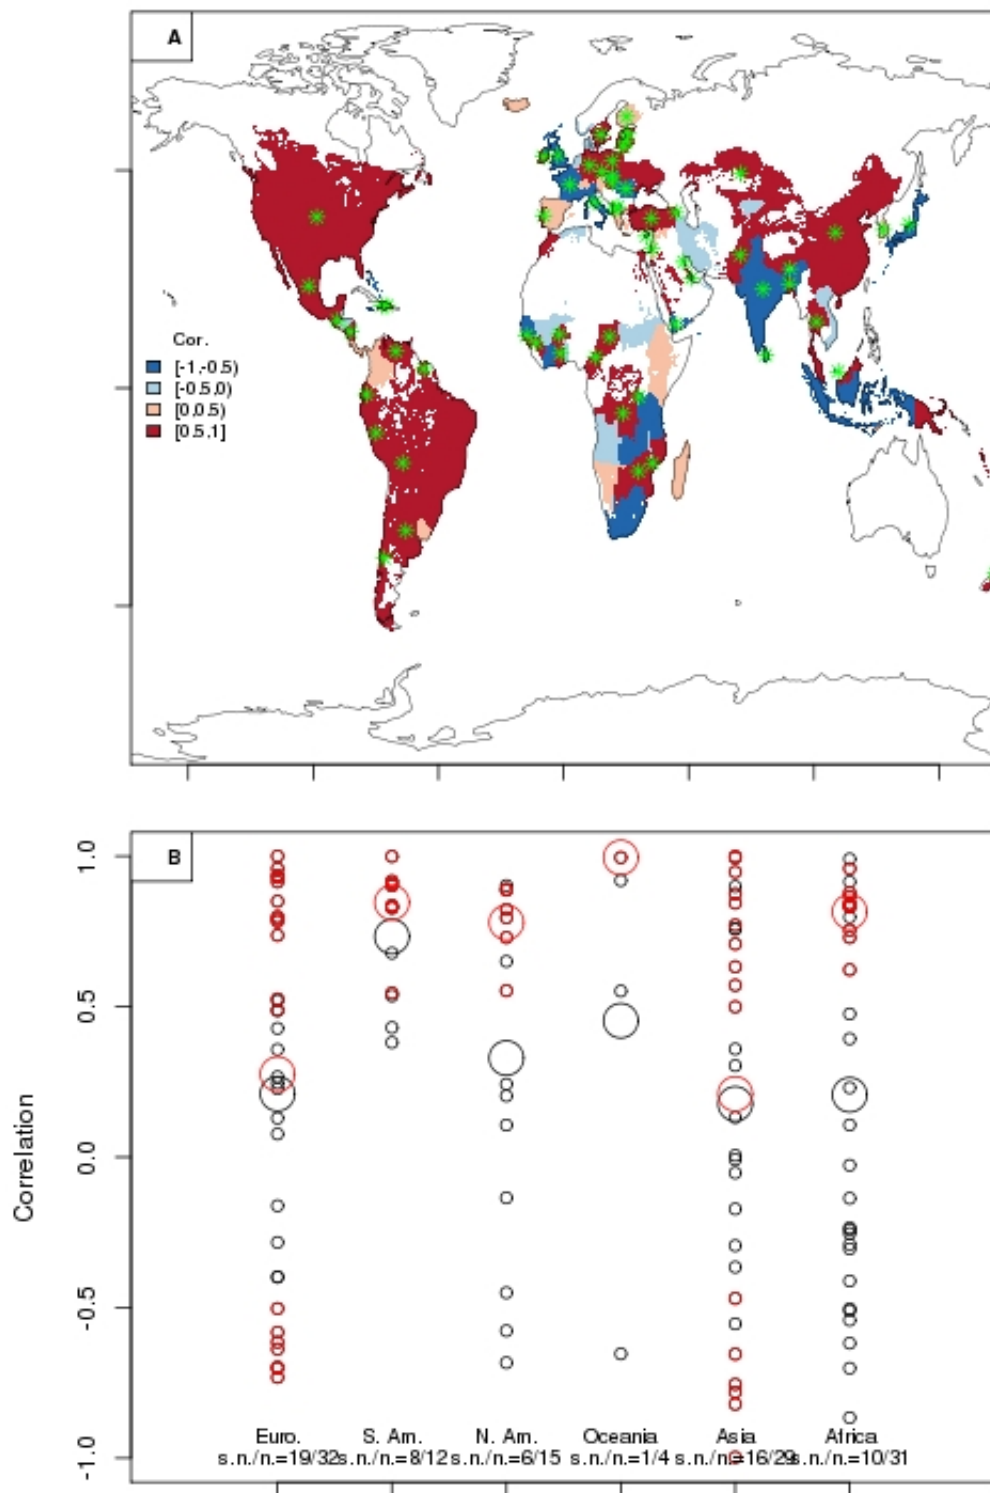 A
Cor.
[-1,-0.5)
[-0.5,0)
[0,0.5)
[0.5,1]
B
1.0
0.5
0.0
-0.5
-1.0
Correlation
Euro. S. Am. N. Am. Oceania Asia Africa
s.n./n.=19/32 s.n./n.=8/12 s.n./n.=6/15 s.n./n.=1/4 s.n./n.=16/29 s.n./n.=10/31